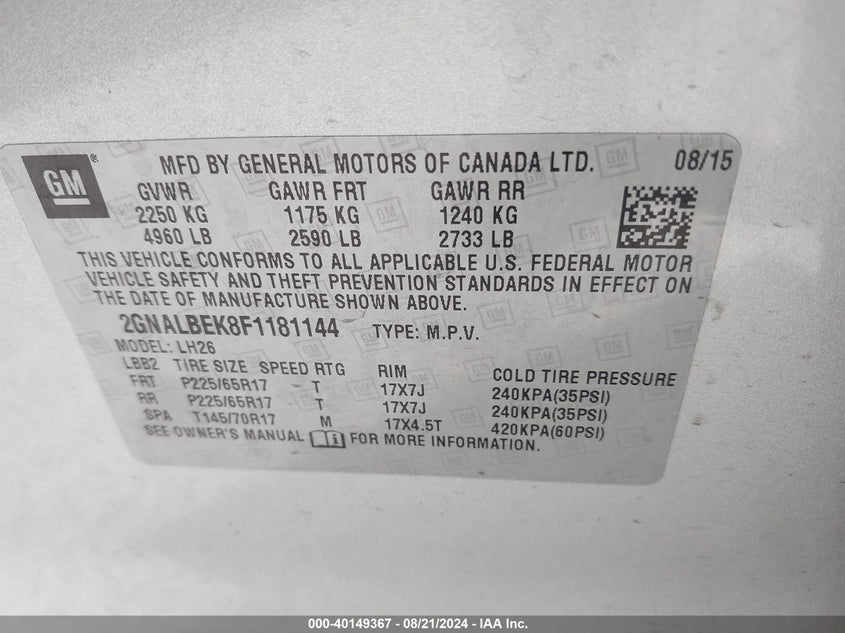 GM ® MFD BY GENERAL MOTORS OF CANADA LTD. 08/15
GVWR GAWR FRT GAWR RR
2250 KG 1175 KG 1240 KG
4960 LB 2590 LB 2733 LB
THIS VEHICLE CONFORMS TO ALL APPLICABLE U.S. FEDERAL MOTOR
VEHICLE SAFETY AND THEFT PREVENTION STANDARDS IN EFFECT ON
THE DATE OF MANUFACTURE SHOWN ABOVE.
2GNALBEK8F1181144 TYPE: M.P.V.
MODEL: LH26
LBB2 TIRE SIZE SPEED RTG RIM COLD TIRE PRESSURE
FRT P225/65R17 T 17X7J 240KPA(35PSI)
RR P225/65R17 T 17X7J 240KPA(35PSI)
SPA T145/70R17 M 17X4.5T 420KPA(60PSI)
SEE OWNER'S MANUAL FOR MORE INFORMATION.
000-40149367 - 08/21/2024 - IAA Inc.